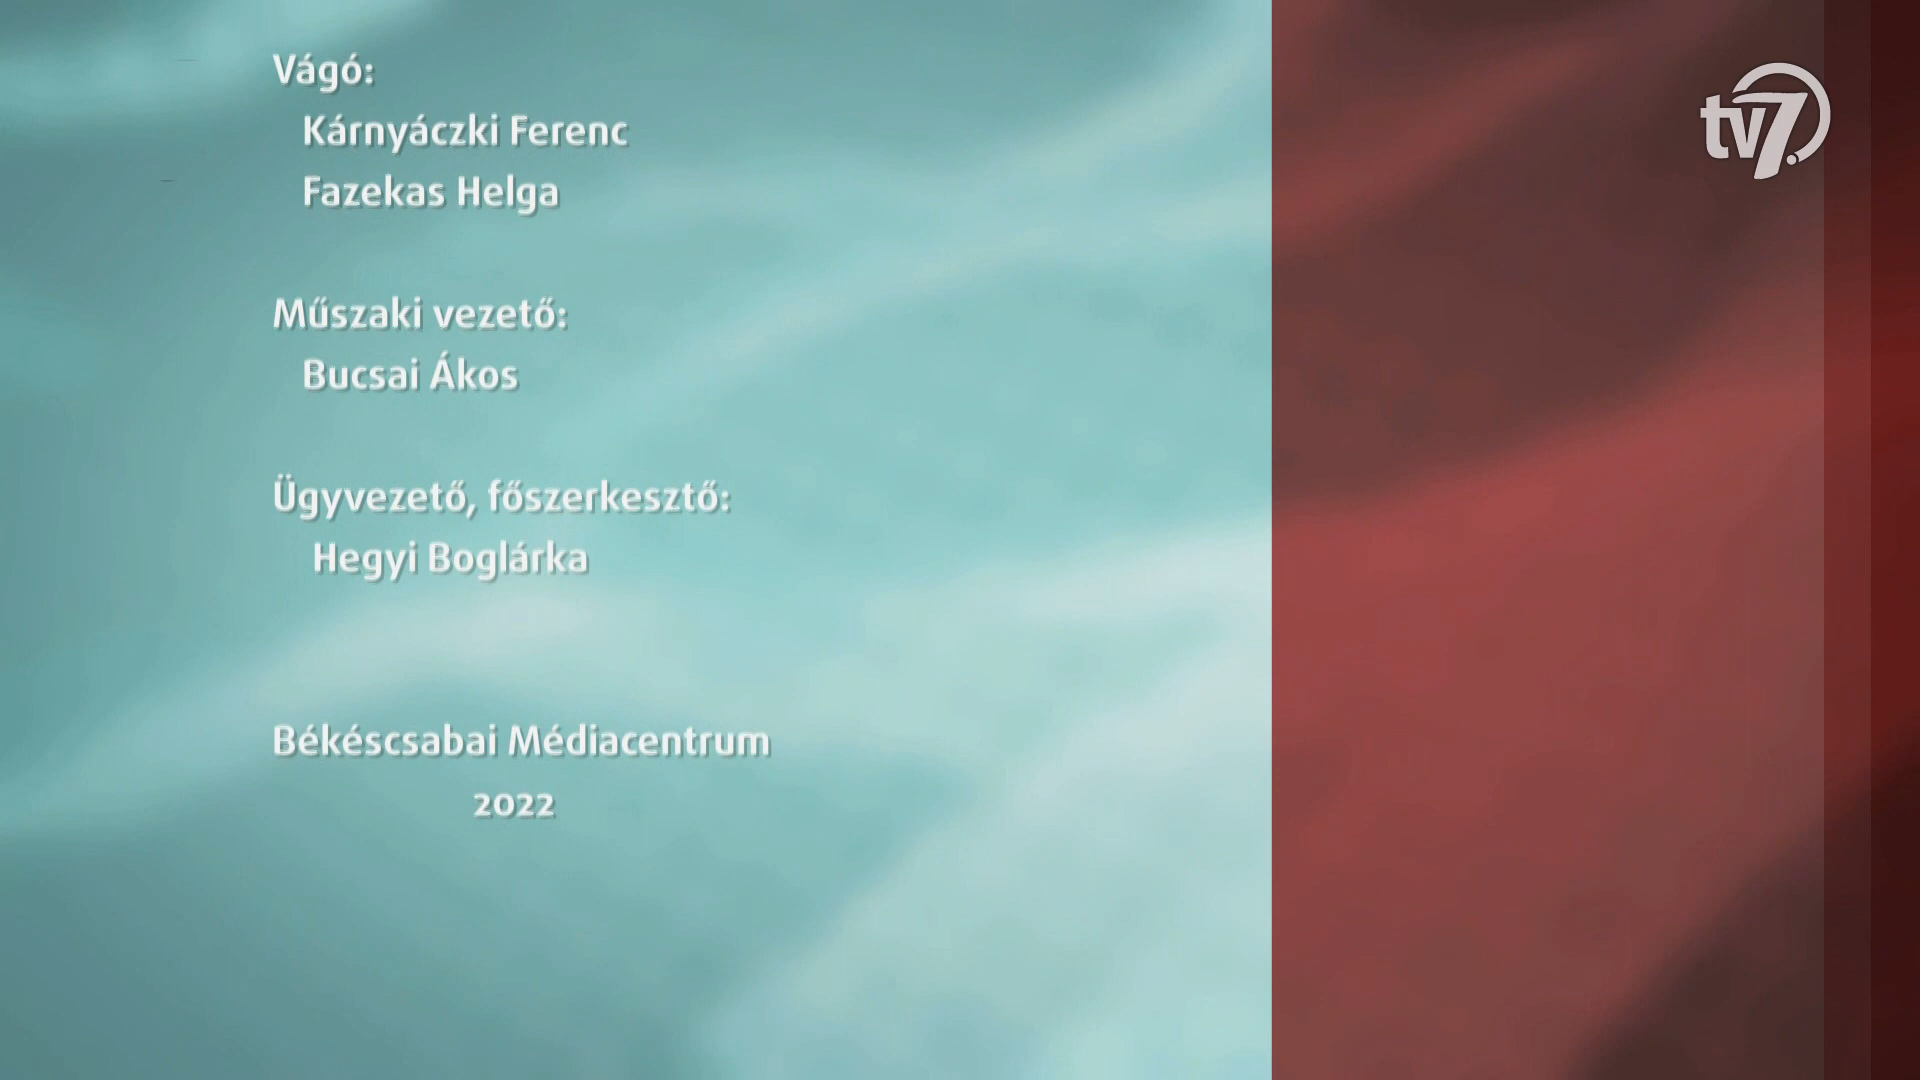 Vágó:
Kárnyáczki Ferenc
Fazekas Helga
Műszaki vezető:
Bucsai Ákos
Ügyvezető, főszerkesztő:
Hegyi Boglárka
Békéscsabai Médiacentrum
2022
tv7.